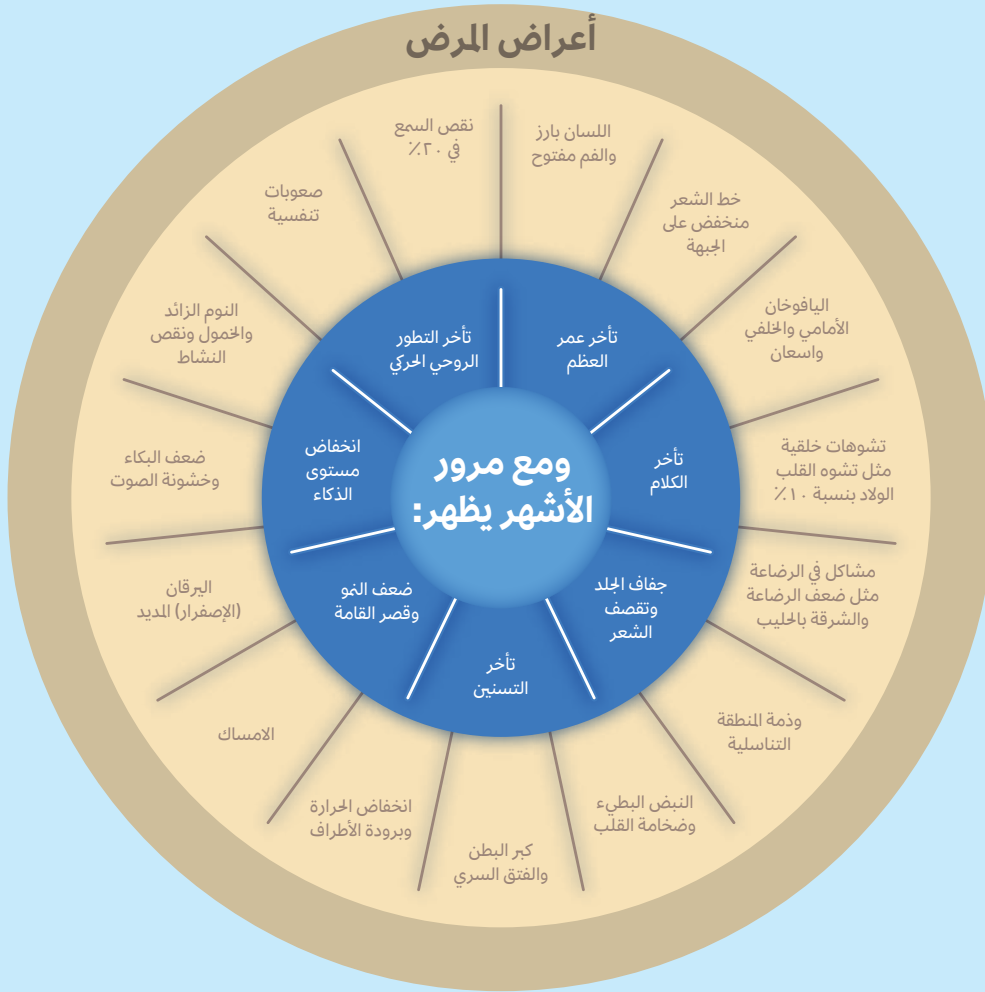 أعراض المرض
اللسان بارز
والفم مفتوح
خط الشعر
منخفض على
الجبهة
اليافوخان
الأمامي والخلفي
واسعان
تشوهات خلقية
مثل تشوه القلب
الولاد بنسبة ١٠٪
مشاكل في الرضاعة
مثل ضعف الرضاعة
والشرقة بالحليب
وذمة المنطقة
التناسلية
النبض البطيء
وضخامة القلب
كبر البطن
والفتق السري
انخفاض الحرارة
وبرودة الأطراف
الامساك
اليرقان
(الإصفرار) المديد
ضعف البكاء
وخشونة الصوت
النوم الزائد
والخمول ونقص
النشاط
صعوبات
تنفسية
نقص السمع
في ٢٠٪
ومع مرور
الأشهر يظهر:
تأخر عمر
العظم
تأخر
الكلام
جفاف الجلد
وتقصف
الشعر
تأخر
التسنين
ضعف النمو
وقصر القامة
انخفاض
مستوى
الذكاء
تأخر التطور
الروحي الحركي